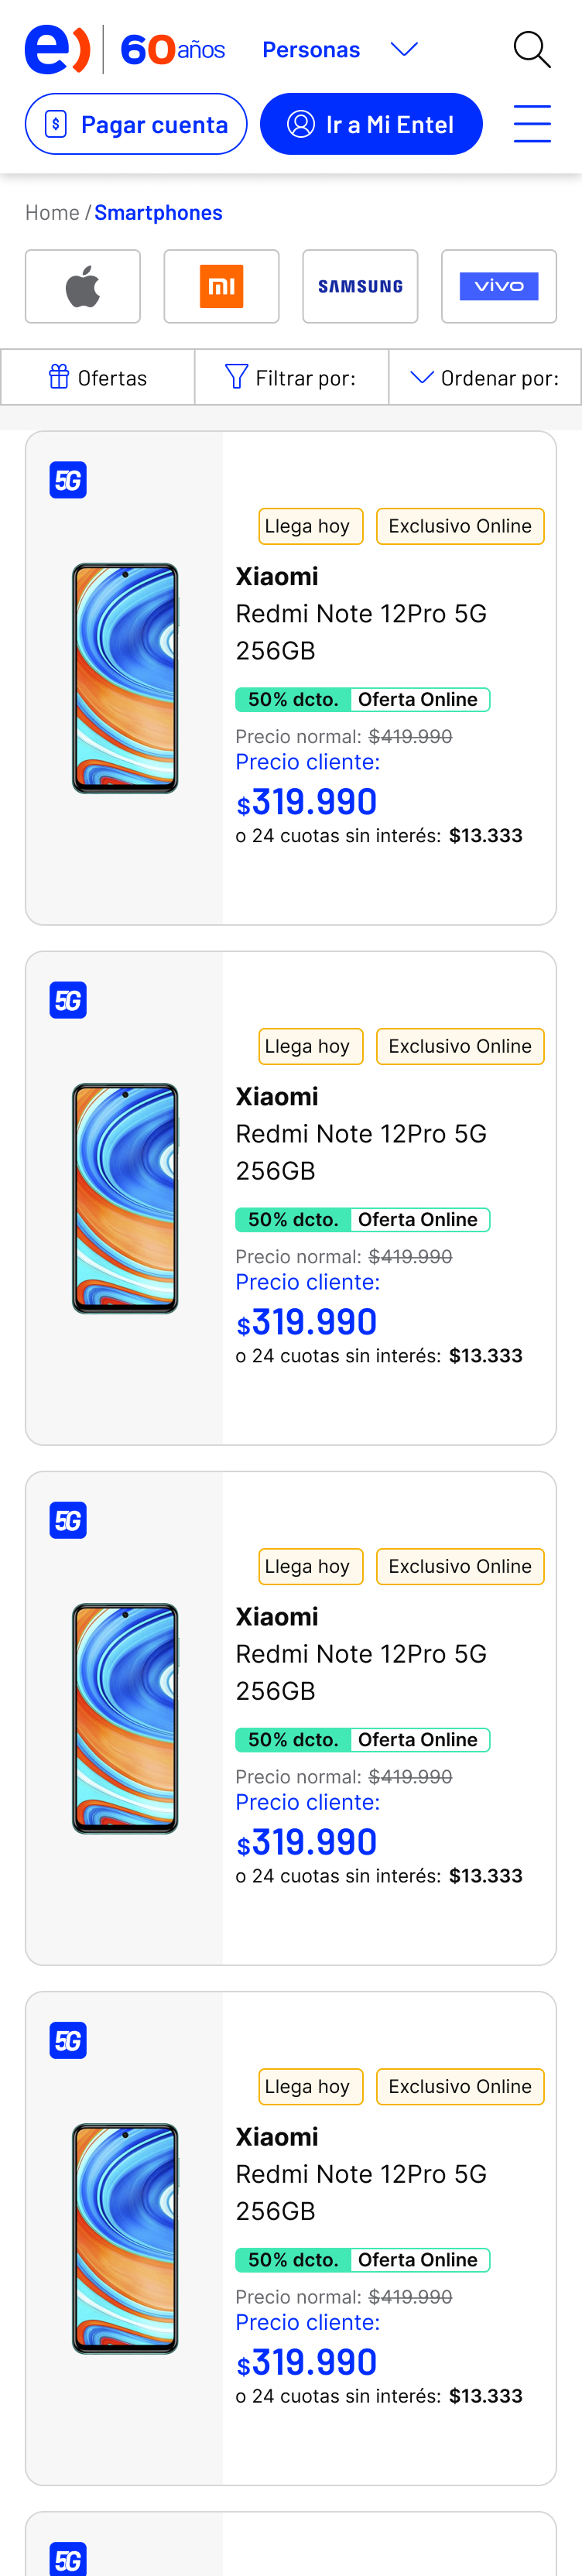 e) 60 años Personas
Pagar cuenta Ir a Mi Entel
Home / Smartphones
mi SAMSUNG vivo
Ofertas Filtrar por: Ordenar por:
5G
Llega hoy Exclusivo Online
Xiaomi
Redmi Note 12Pro 5G
256GB
50% dcto. Oferta Online
Precio normal: $419.990
Precio cliente:
$319.990
o 24 cuotas sin interés: $13.333
5G
Llega hoy Exclusivo Online
Xiaomi
Redmi Note 12Pro 5G
256GB
50% dcto. Oferta Online
Precio normal: $419.990
Precio cliente:
$319.990
o 24 cuotas sin interés: $13.333
5G
Llega hoy Exclusivo Online
Xiaomi
Redmi Note 12Pro 5G
256GB
50% dcto. Oferta Online
Precio normal: $419.990
Precio cliente:
$319.990
o 24 cuotas sin interés: $13.333
5G
Llega hoy Exclusivo Online
Xiaomi
Redmi Note 12Pro 5G
256GB
50% dcto. Oferta Online
Precio normal: $419.990
Precio cliente:
$319.990
o 24 cuotas sin interés: $13.333
5G